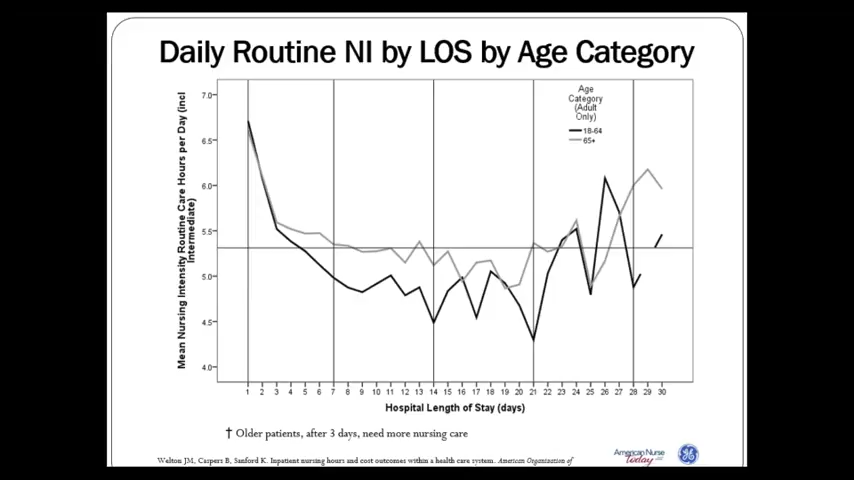 Daily Routine NI by LOS by Age Category
Mean Nursing Intensity Routine Care Hours per Day (incl
Intermediate)
7.0
6.5
6.0
5.5
5.0
4.5
4.0
Age
Category
(Adult
Only)
18-64
65+
1 2 3 4 5 6 7 8 9 10 11 12 13 14 15 16 17 18 19 20 21 22 23 24 25 26 27 28 29 30
Hospital Length of Stay (days)
† Older patients, after 3 days, need more nursing care
Welton JM, Caspers B, Sanford K. Inpatient nursing hours and cost outcomes within a health care system. American Organization of
American Nurse
Today
GE